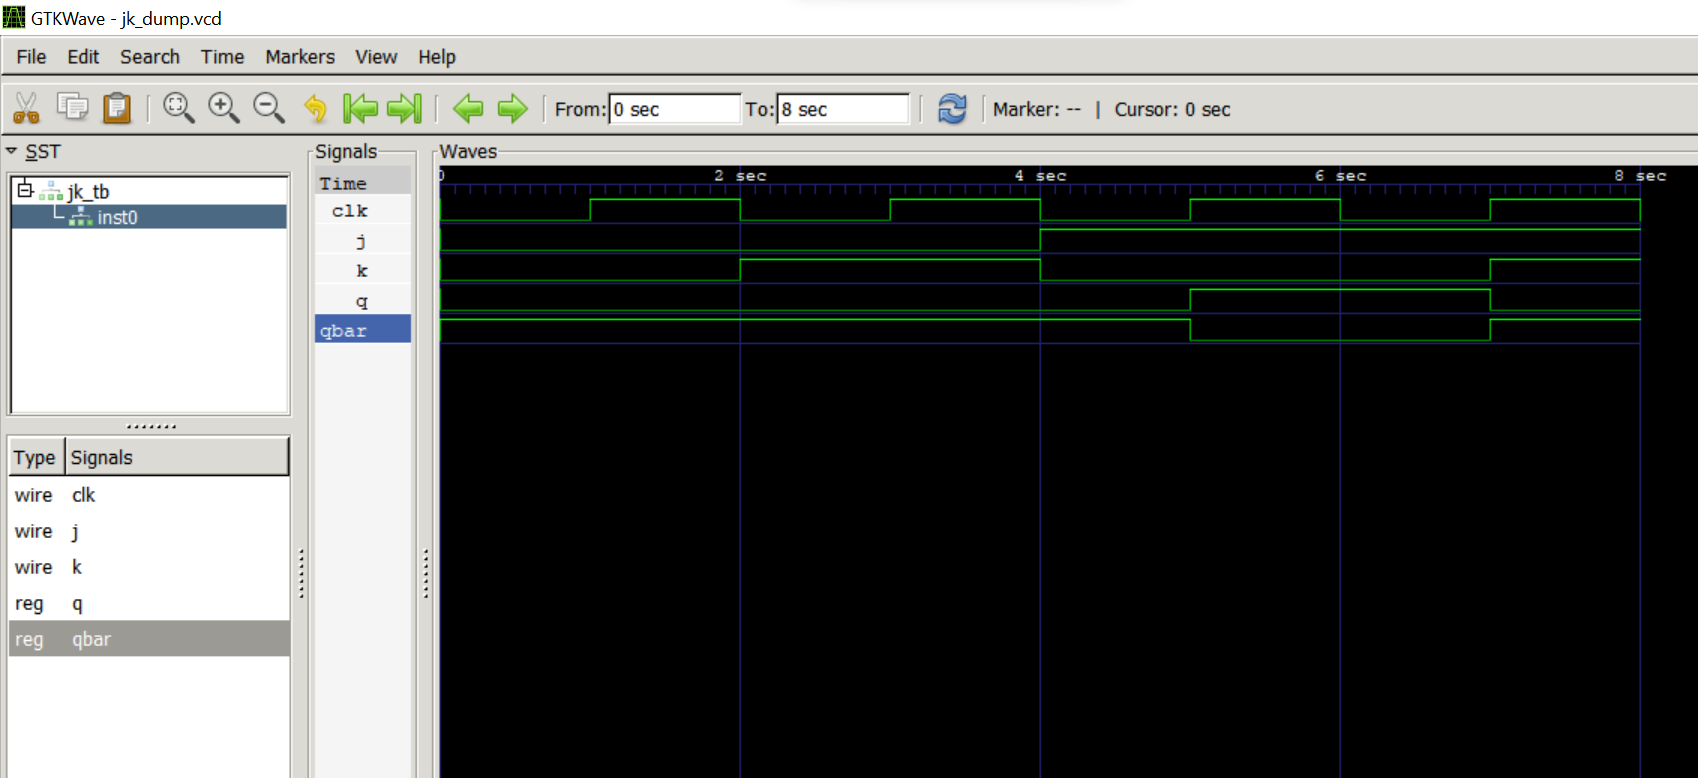 GTKWave - jk_dump.vcd
File Edit Search Time Markers View Help
From: 0 sec To: 8 sec Marker: -- | Cursor: 0 sec
SST
jk_tb
inst0
Type Signals
wire clk
wire j
wire k
reg q
reg qbar
Signals
Time
clk
j
k
q
qbar
Waves
0 2 sec 4 sec 6 sec 8 sec